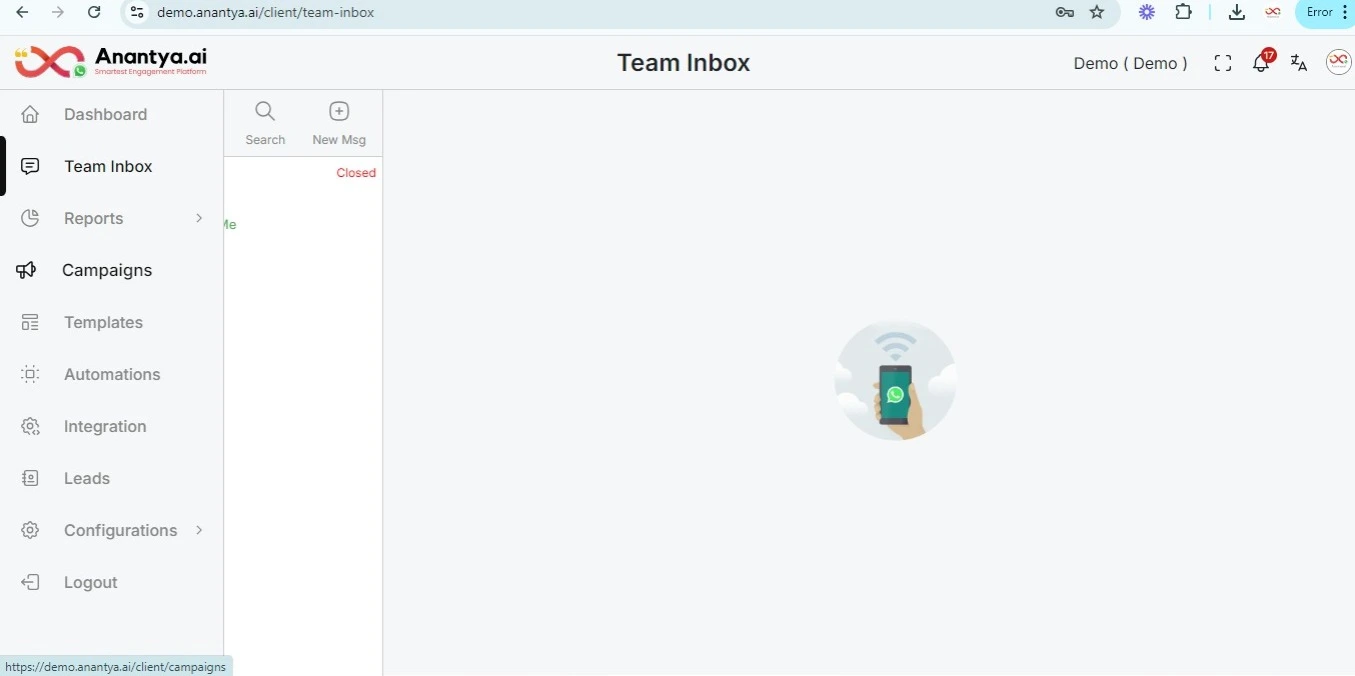 demo.anantya.ai/client/team-inbox
Error
Anantya.ai
Smartest Engagement Platform
Team Inbox
Demo ( Demo )
17
Dashboard
Team Inbox
Reports
Campaigns
Templates
Automations
Integration
Leads
Configurations
Logout
Search
New Msg
Closed
Me
https://demo.anantya.ai/client/campaigns